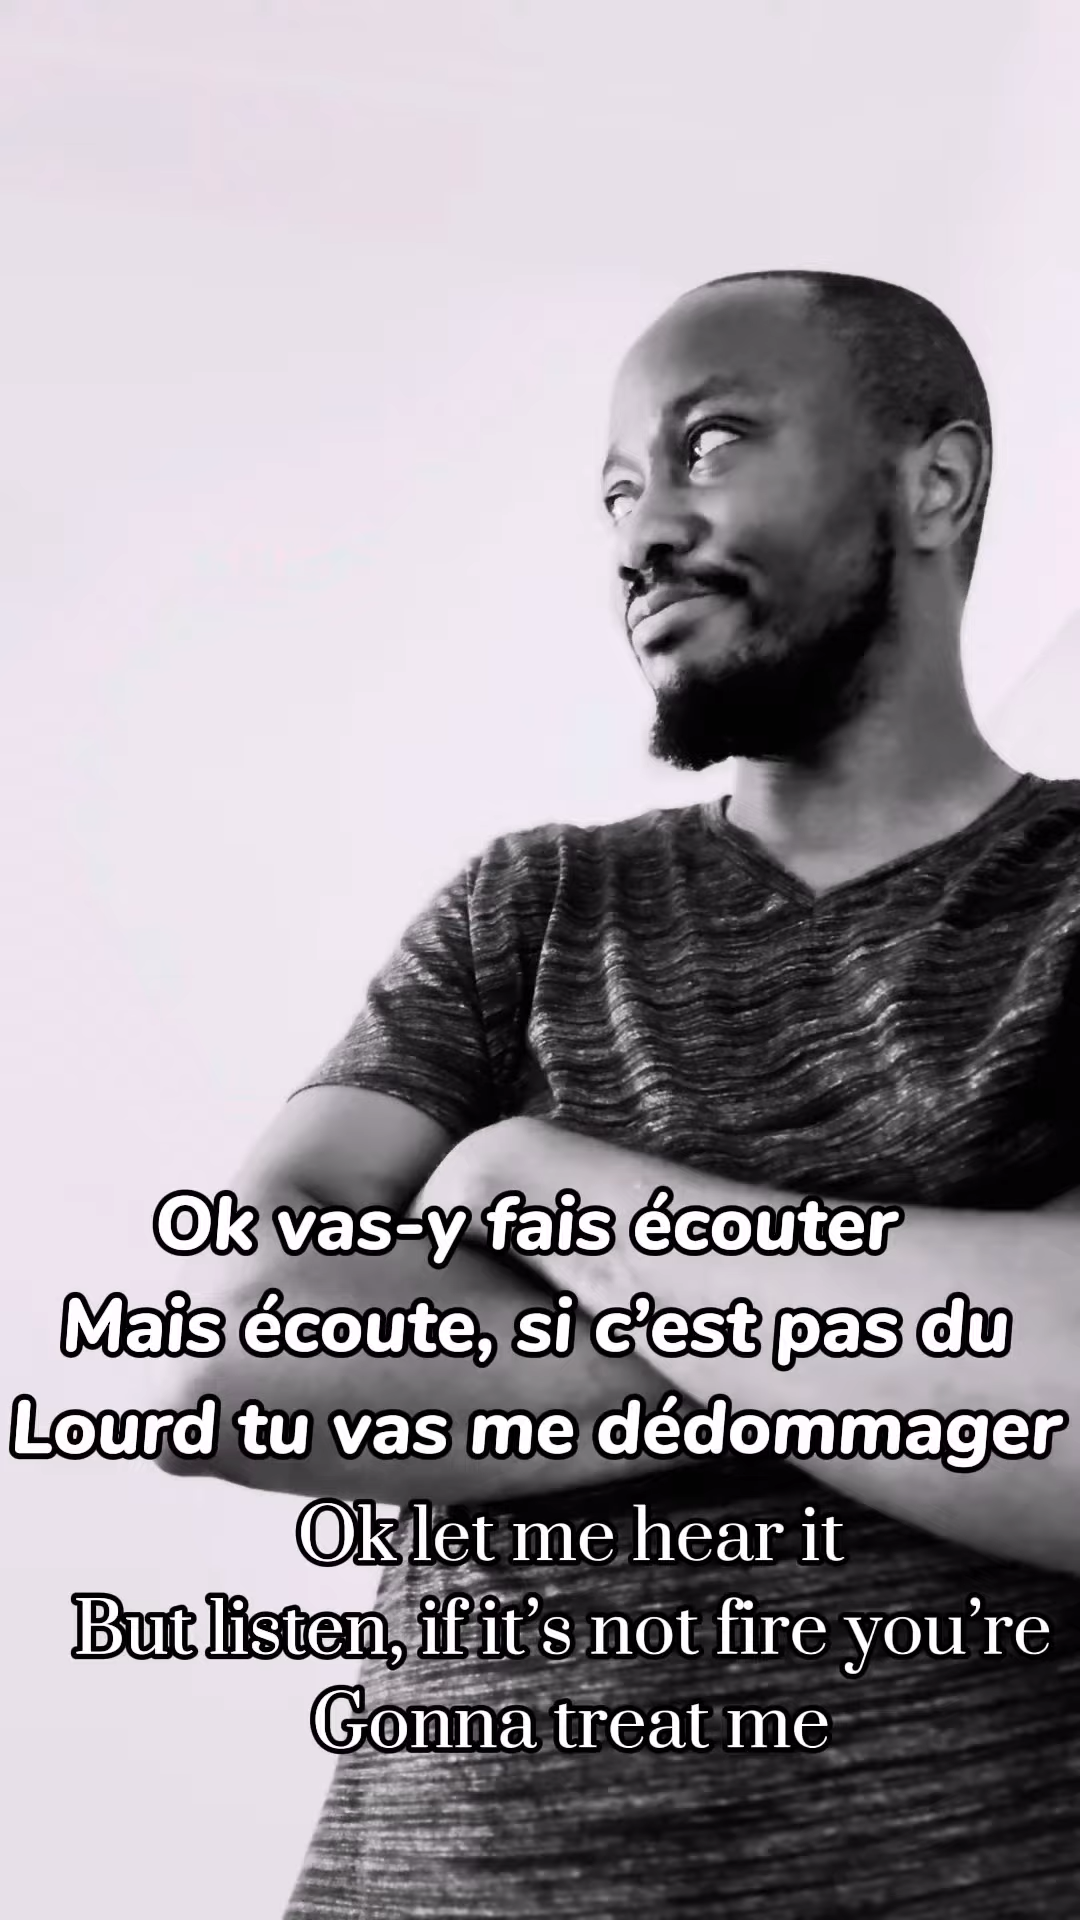 Ok vas-y fais écouter
Mais écoute, si c’est pas du
Lourd tu vas me dédommager
Ok let me hear it
But listen, if it’s not fire you’re
Gonna treat me